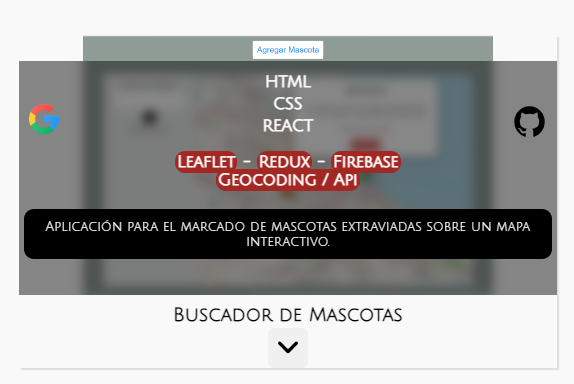 Agregar Mascota
HTML
CSS
REACT
Leaflet - Redux - Firebase
Geocoding / Api
Aplicación para el marcado de mascotas extraviadas sobre un mapa
interactivo.
Buscador de Mascotas